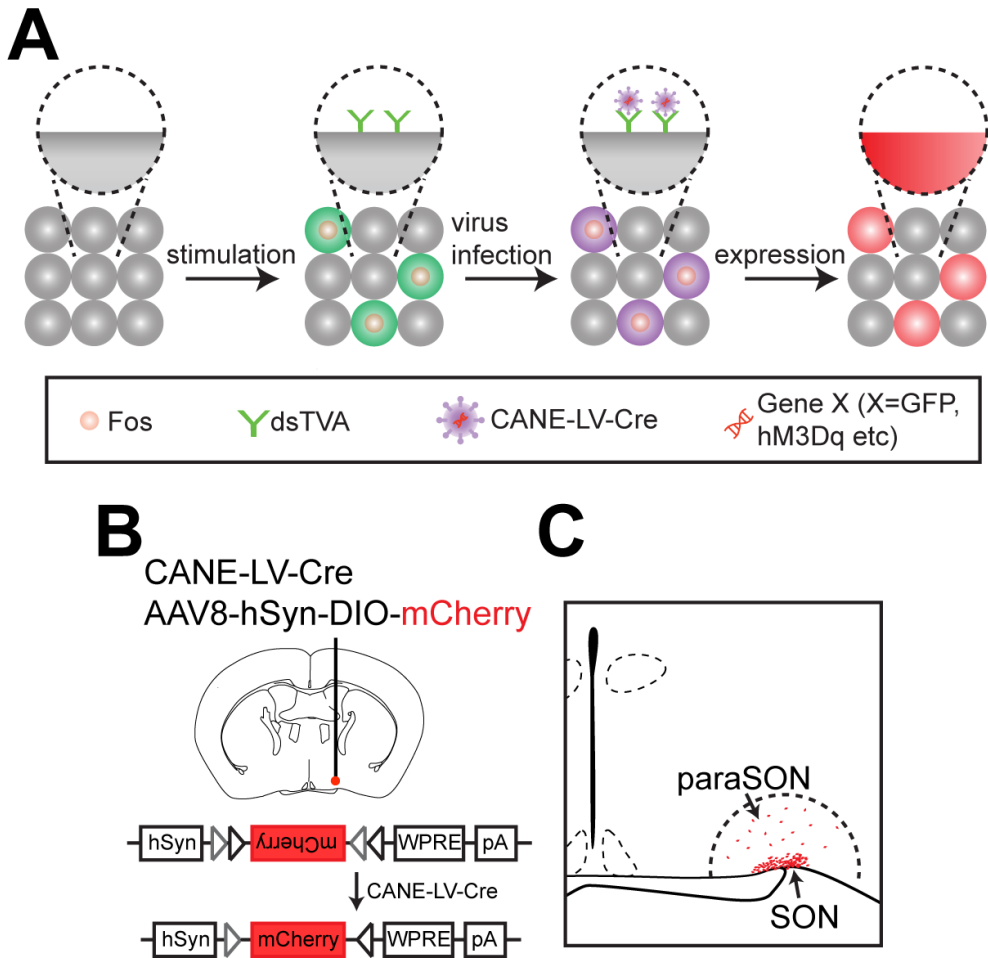 A
stimulation
virus
infection
expression
Fos
dsTVA
CANE-LV-Cre
Gene X (X=GFP,
hM3Dq etc)
B
CANE-LV-Cre
AAV8-hSyn-DIO-mCherry
hSyn mCherry WPRE pA
CANE-LV-Cre
hSyn mCherry WPRE pA
C
paraSON
SON